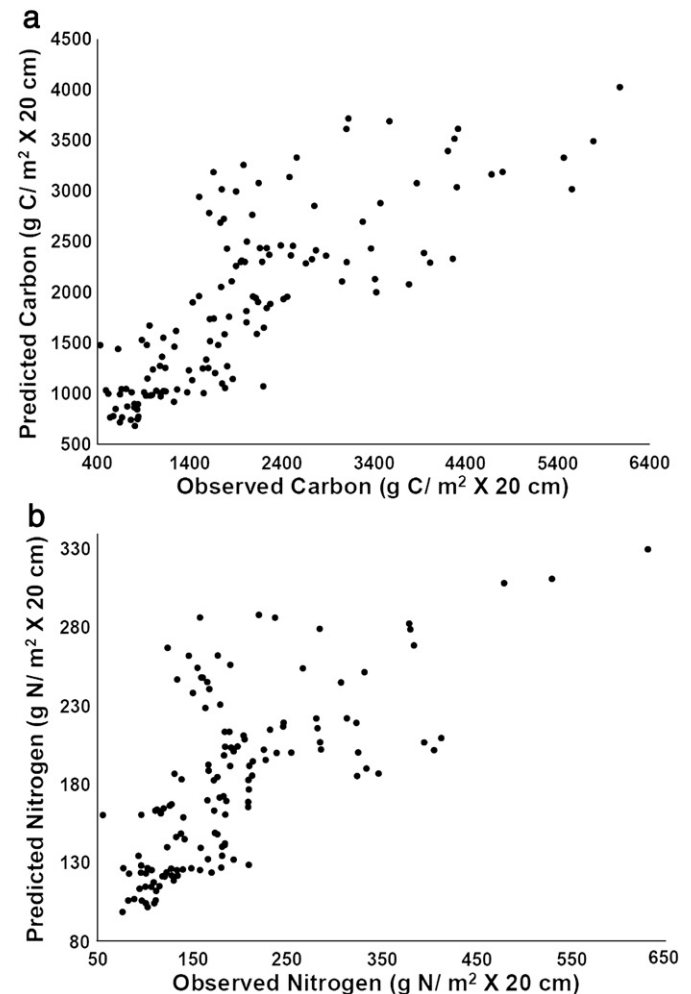 a
Predicted Carbon (g C/ m² X 20 cm)
4500
4000
3500
3000
2500
2000
1500
1000
500
400 1400 2400 3400 4400 5400 6400
Observed Carbon (g C/ m² X 20 cm)
b
Predicted Nitrogen (g N/ m² X 20 cm)
330
280
230
180
130
80
50 150 250 350 450 550 650
Observed Nitrogen (g N/ m² X 20 cm)